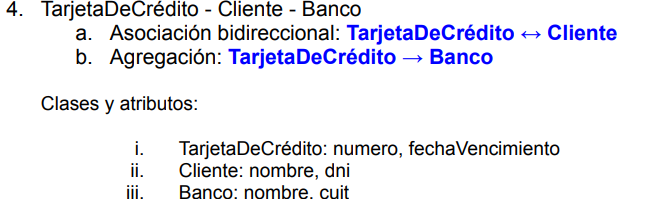 4. TarjetaDeCrédito - Cliente - Banco
a. Asociación bidireccional: TarjetaDeCrédito ↔ Cliente
b. Agregación: TarjetaDeCrédito → Banco
Clases y atributos:
i. TarjetaDeCrédito: numero, fechaVencimiento
ii. Cliente: nombre, dni
iii. Banco: nombre, cuit